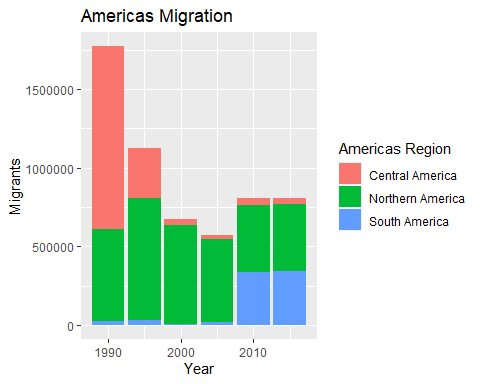 Americas Migration
1500000
1000000
500000
0
Migrants
1990 2000 2010
Year
Americas Region
Central America
Northern America
South America